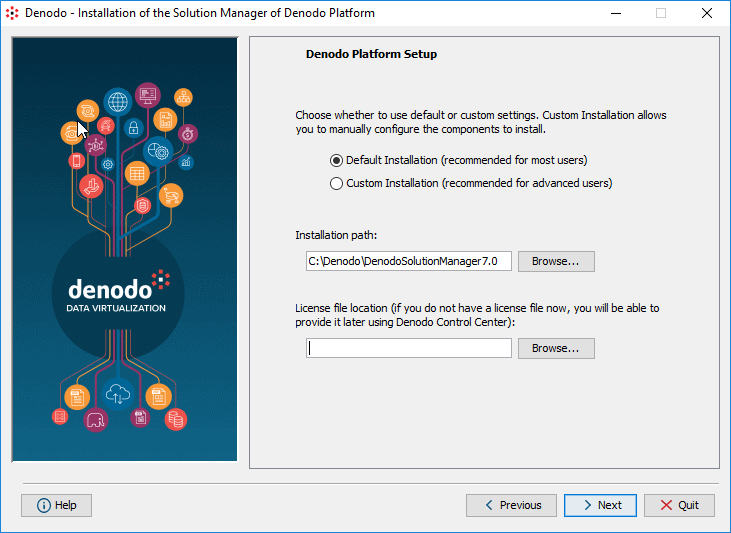 Denodo - Installation of the Solution Manager of Denodo Platform
denodo
DATA VIRTUALIZATION
Denodo Platform Setup
Choose whether to use default or custom settings. Custom Installation allows
you to manually configure the components to install.
Default Installation (recommended for most users)
Custom Installation (recommended for advanced users)
Installation path:
C:\Denodo\DenodoSolutionManager7.0
Browse...
License file location (if you do not have a license file now, you will be able to
provide it later using Denodo Control Center):
Browse...
Help
Previous
Next
Quit